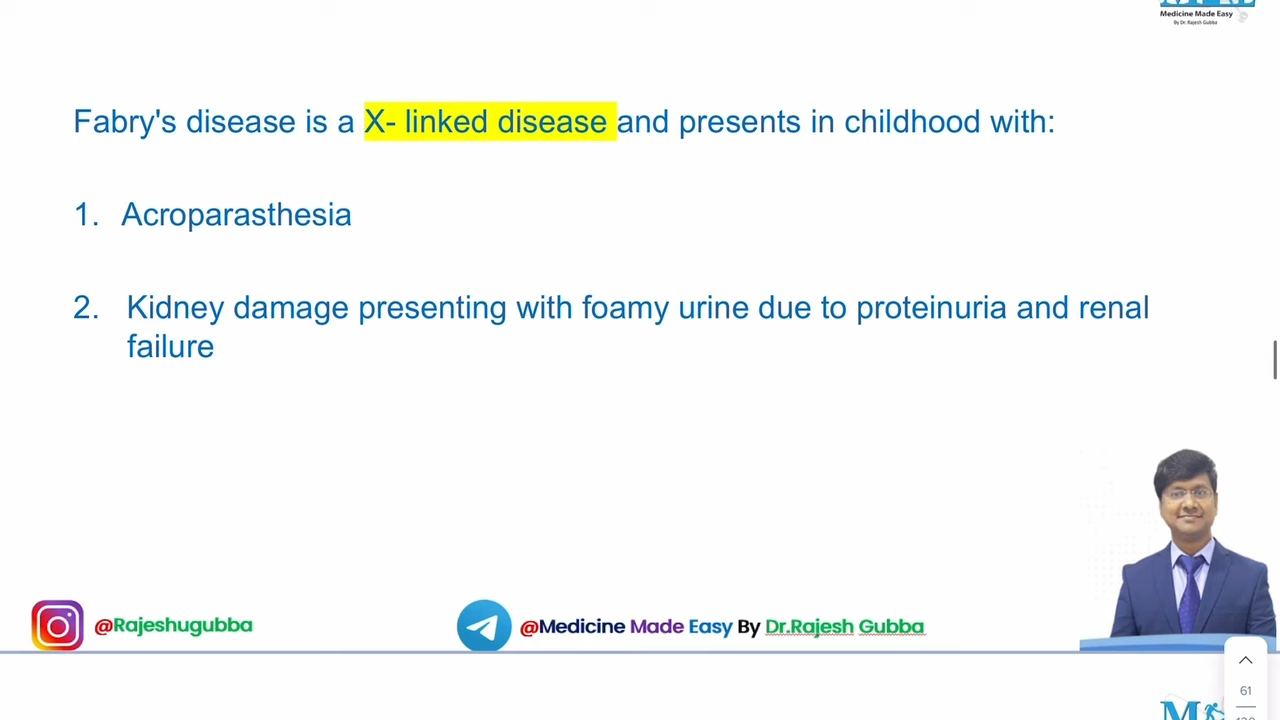 Medicine Made Easy
By Dr. Rajesh Gubba
Fabry's disease is a X- linked disease and presents in childhood with:
1. Acroparasthesia
2. Kidney damage presenting with foamy urine due to proteinuria and renal
failure
@Rajeshugubba
@Medicine Made Easy By Dr.Rajesh Gubba
61